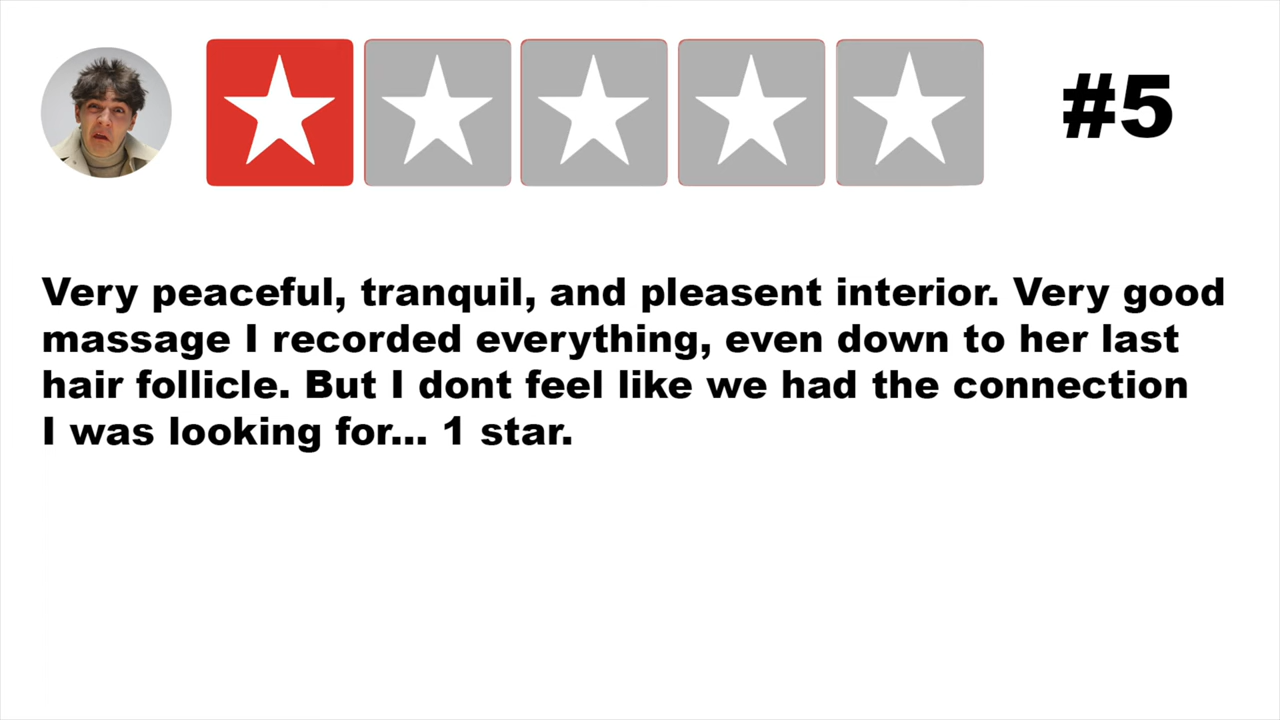 #5
Very peaceful, tranquil, and pleasent interior. Very good
massage I recorded everything, even down to her last
hair follicle. But I dont feel like we had the connection
I was looking for... 1 star.